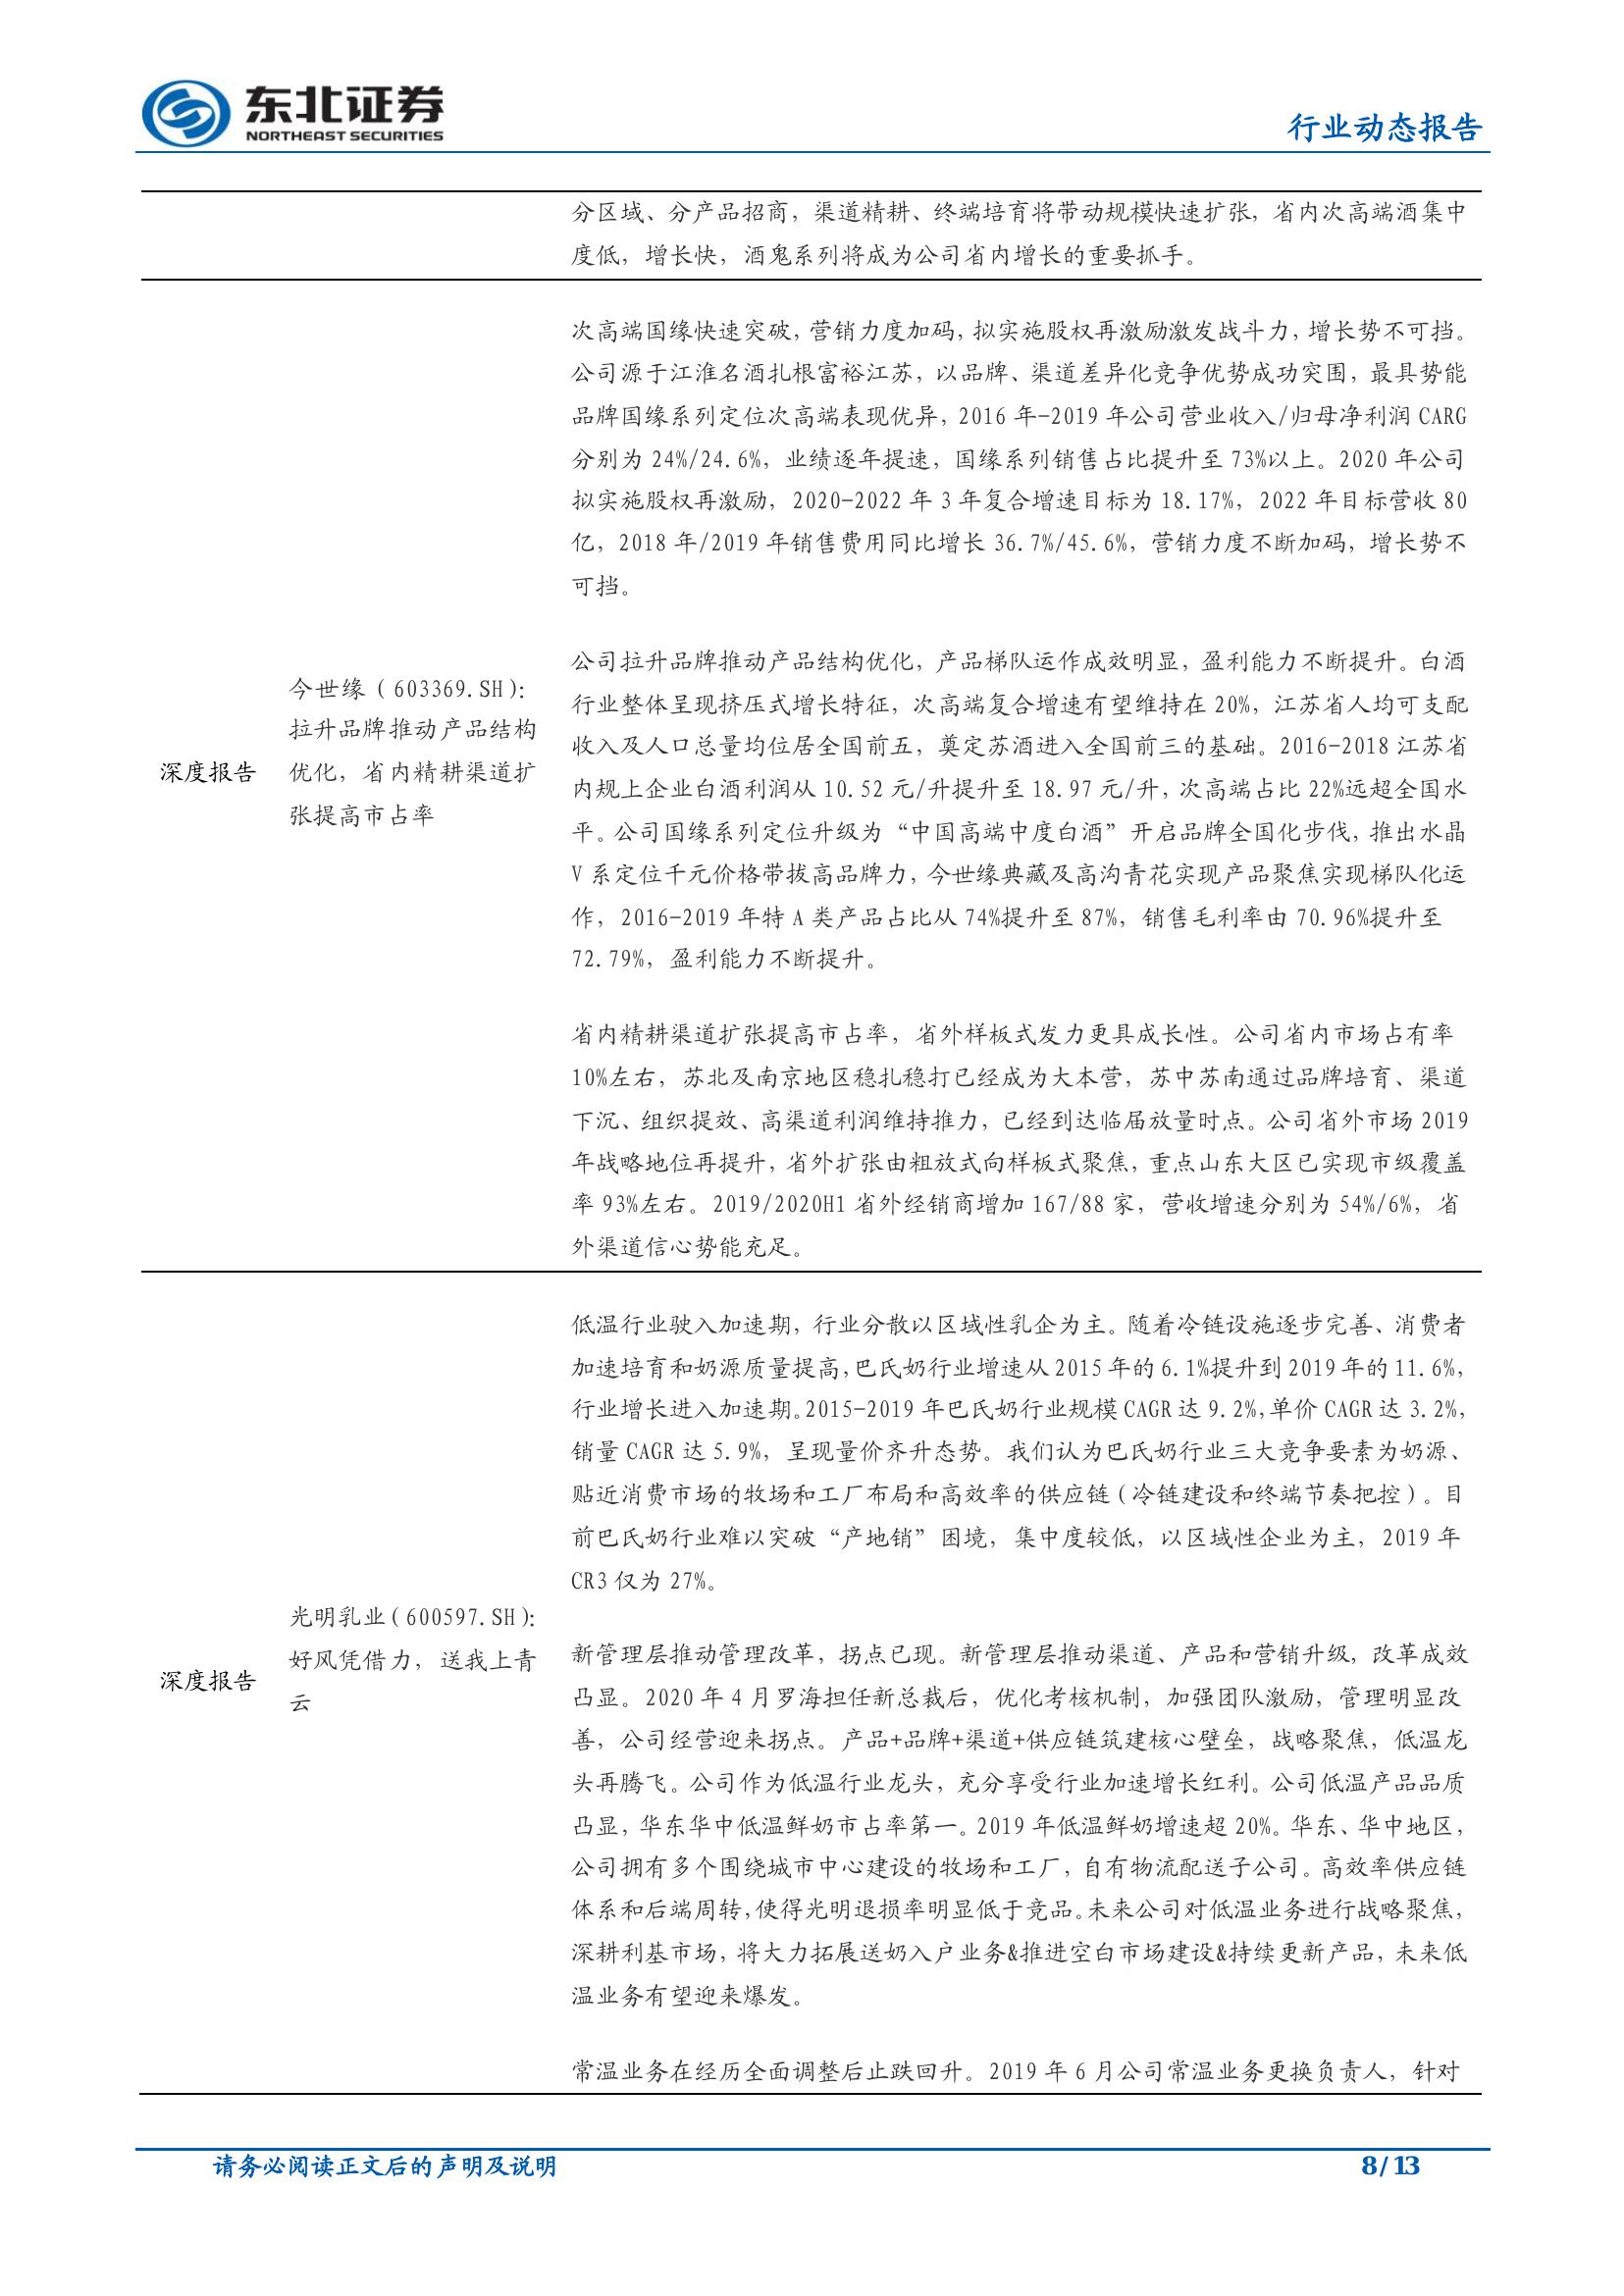 东北证券
NORTHEAST SECURITIES
行业动态报告
分区域、分产品招商，渠道精耕、终端培育将带动规模快速扩张，省内次高端酒集中
度低，增长快，酒鬼系列将成为公司省内增长的重要抓手。
深度报告
今世缘（603369.SH）：
拉升品牌推动产品结构
优化，省内精耕渠道扩
张提高市占率
次高端国缘快速突破，营销力度加码，拟实施股权再激励激发战斗力，增长势不可挡。
公司源于江淮名酒扎根富裕江苏，以品牌、渠道差异化竞争优势成功突围，最具势能
品牌国缘系列定位次高端表现优异，2016 年-2019 年公司营业收入/归母净利润 CARG
分别为 24%/24.6%，业绩逐年提速，国缘系列销售占比提升至 73%以上。2020 年公司
拟实施股权再激励，2020-2022 年 3 年复合增速目标为 18.17%，2022 年目标营收 80
亿，2018 年/2019 年销售费用同比增长 36.7%/45.6%，营销力度不断加码，增长势不
可挡。
公司拉升品牌推动产品结构优化，产品梯队运作成效明显，盈利能力不断提升。白酒
行业整体呈现挤压式增长特征，次高端复合增速有望维持在 20%，江苏省人均可支配
收入及人口总量均位居全国前五，奠定苏酒进入全国前三的基础。2016-2018 江苏省
内规上企业白酒利润从 10.52 元/升提升至 18.97 元/升，次高端占比 22%远超全国水
平。公司国缘系列定位升级为“中国高端中度白酒”开启品牌全国化步伐，推出水晶
V 系定位千元价格带拔高品牌力，今世缘典藏及高沟青花实现产品聚焦实现梯队化运
作，2016-2019 年特 A 类产品占比从 74%提升至 87%，销售毛利率由 70.96%提升至
72.79%，盈利能力不断提升。
省内精耕渠道扩张提高市占率，省外样板式发力更具成长性。公司省内市场占有率
10%左右，苏北及南京地区稳扎稳打已经成为大本营，苏中苏南通过品牌培育、渠道
下沉、组织提效、高渠道利润维持推力，已经到达临届放量时点。公司省外市场 2019
年战略地位再提升，省外扩张由粗放式向样板式聚焦，重点山东大区已实现市级覆盖
率 93%左右。2019/2020H1 省外经销商增加 167/88 家，营收增速分别为 54%/6%，省
外渠道信心势能充足。
深度报告
光明乳业（600597.SH）：
好风凭借力，送我上青
云
低温行业驶入加速期，行业分散以区域性乳企为主。随着冷链设施逐步完善、消费者
加速培育和奶源质量提高，巴氏奶行业增速从 2015 年的 6.1%提升到 2019 年的 11.6%，
行业增长进入加速期。2015-2019 年巴氏奶行业规模 CAGR 达 9.2%，单价 CAGR 达 3.2%，
销量 CAGR 达 5.9%，呈现量价齐升态势。我们认为巴氏奶行业三大竞争要素为奶源、
贴近消费市场的牧场和工厂布局和高效率的供应链（冷链建设和终端节奏把控）。目
前巴氏奶行业难以突破“产地销”困境，集中度较低，以区域性企业为主，2019 年
CR3 仅为 27%。
新管理层推动管理改革，拐点已现。新管理层推动渠道、产品和营销升级，改革成效
凸显。2020 年 4 月罗海担任新总裁后，优化考核机制，加强团队激励，管理明显改
善，公司经营迎来拐点。产品+品牌+渠道+供应链筑建核心壁垒，战略聚焦，低温龙
头再腾飞。公司作为低温行业龙头，充分享受行业加速增长红利。公司低温产品品质
凸显，华东华中低温鲜奶市占率第一。2019 年低温鲜奶增速超 20%。华东、华中地区，
公司拥有多个围绕城市中心建设的牧场和工厂，自有物流配送子公司。高效率供应链
体系和后端周转，使得光明退损率明显低于竞品。未来公司对低温业务进行战略聚焦，
深耕利基市场，将大力拓展送奶入户业务&推进空白市场建设&持续更新产品，未来低
温业务有望迎来爆发。
常温业务在经历全面调整后止跌回升。2019 年 6 月公司常温业务更换负责人，针对
请务必阅读正文后的声明及说明
8 / 13